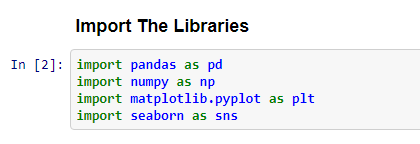 Import The Libraries
In [2]: import pandas as pd
import numpy as np
import matplotlib.pyplot as plt
import seaborn as sns